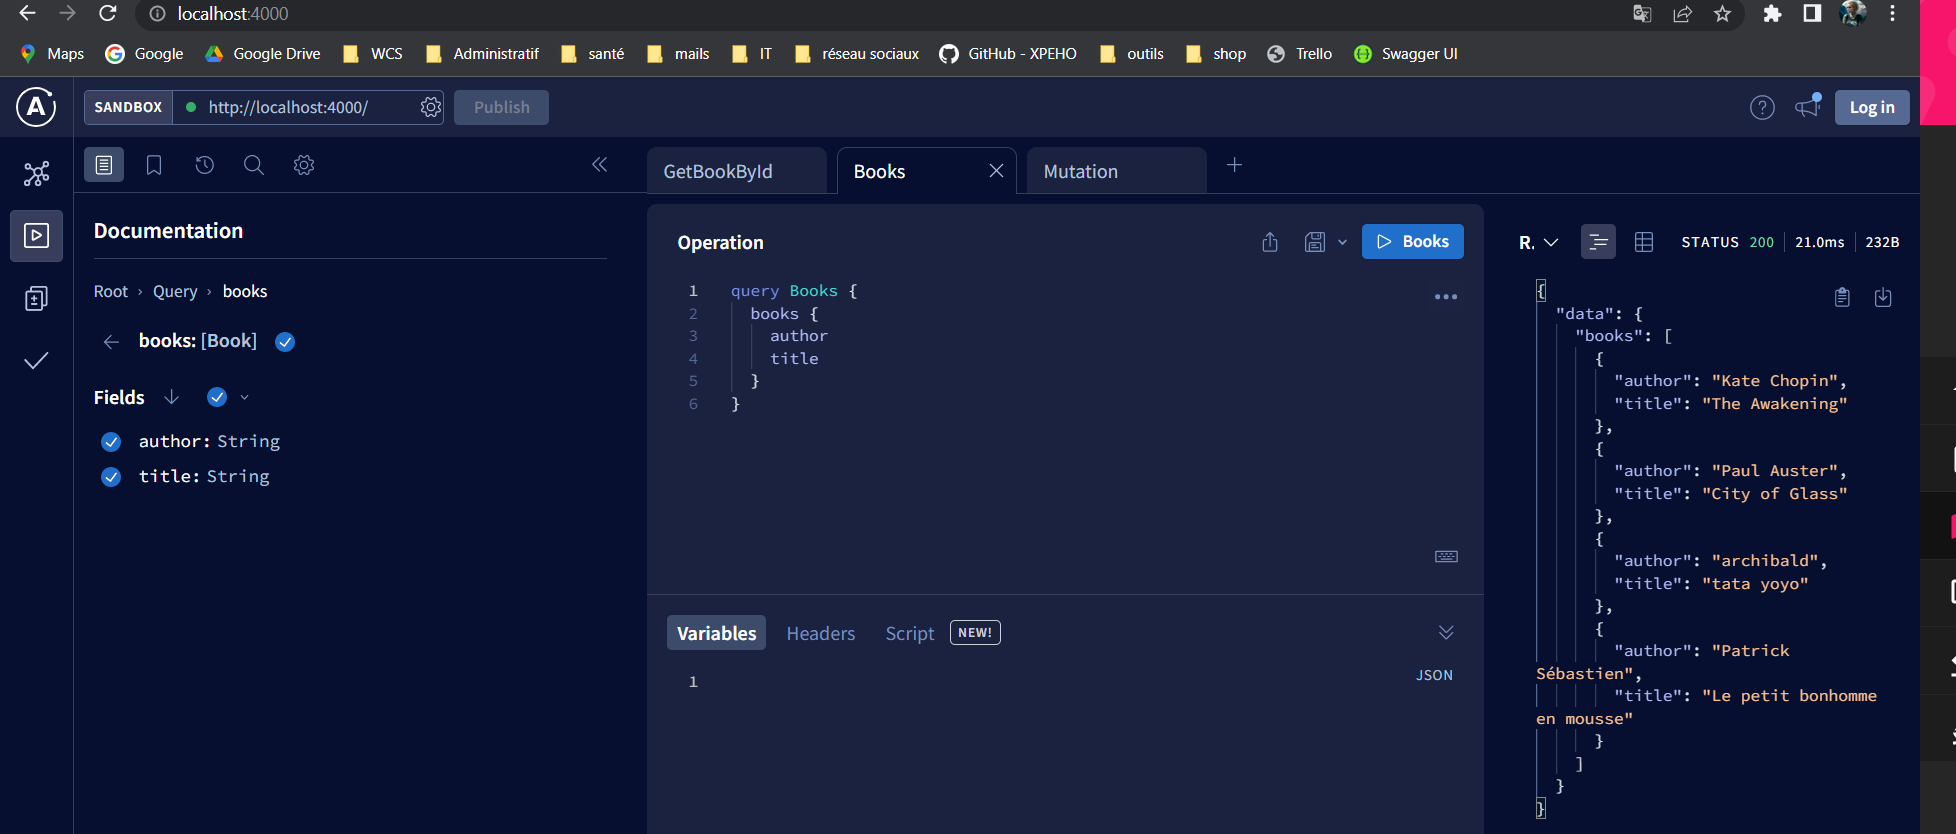 localhost:4000
Maps Google Google Drive WCS Administratif santé mails IT réseau sociaux GitHub - XPEHO outils shop Trello Swagger UI
SANDBOX http://localhost:4000/ Publish Log in
GetBookById Books Mutation
Documentation
Root › Query › books
books: [Book]
Fields
author: String
title: String
Operation
Books
1 query Books {
2 books {
3 author
4 title
5 }
6 }
Variables Headers Script NEW!
1
JSON
R. STATUS 200 21.0ms 232B
{
"data": {
"books": [
{
"author": "Kate Chopin",
"title": "The Awakening"
},
{
"author": "Paul Auster",
"title": "City of Glass"
},
{
"author": "archibald",
"title": "tata yoyo"
},
{
"author": "Patrick
Sébastien",
"title": "Le petit bonhomme
en mousse"
}
]
}
}